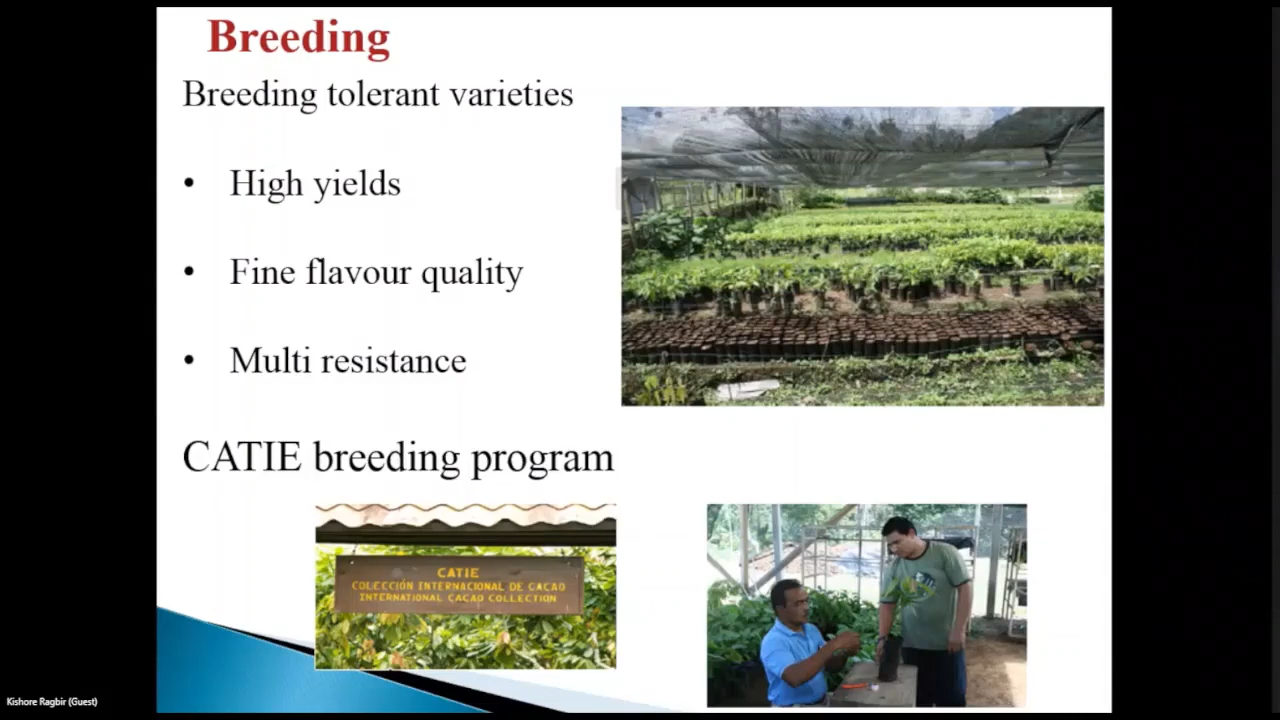 Breeding
Breeding tolerant varieties
• High yields
• Fine flavour quality
• Multi resistance
CATIE breeding program
CATIE
COLECCIÓN INTERNACIONAL DE CACAO
INTERNATIONAL CACAO COLLECTION
Kishore Ragbir (Guest)